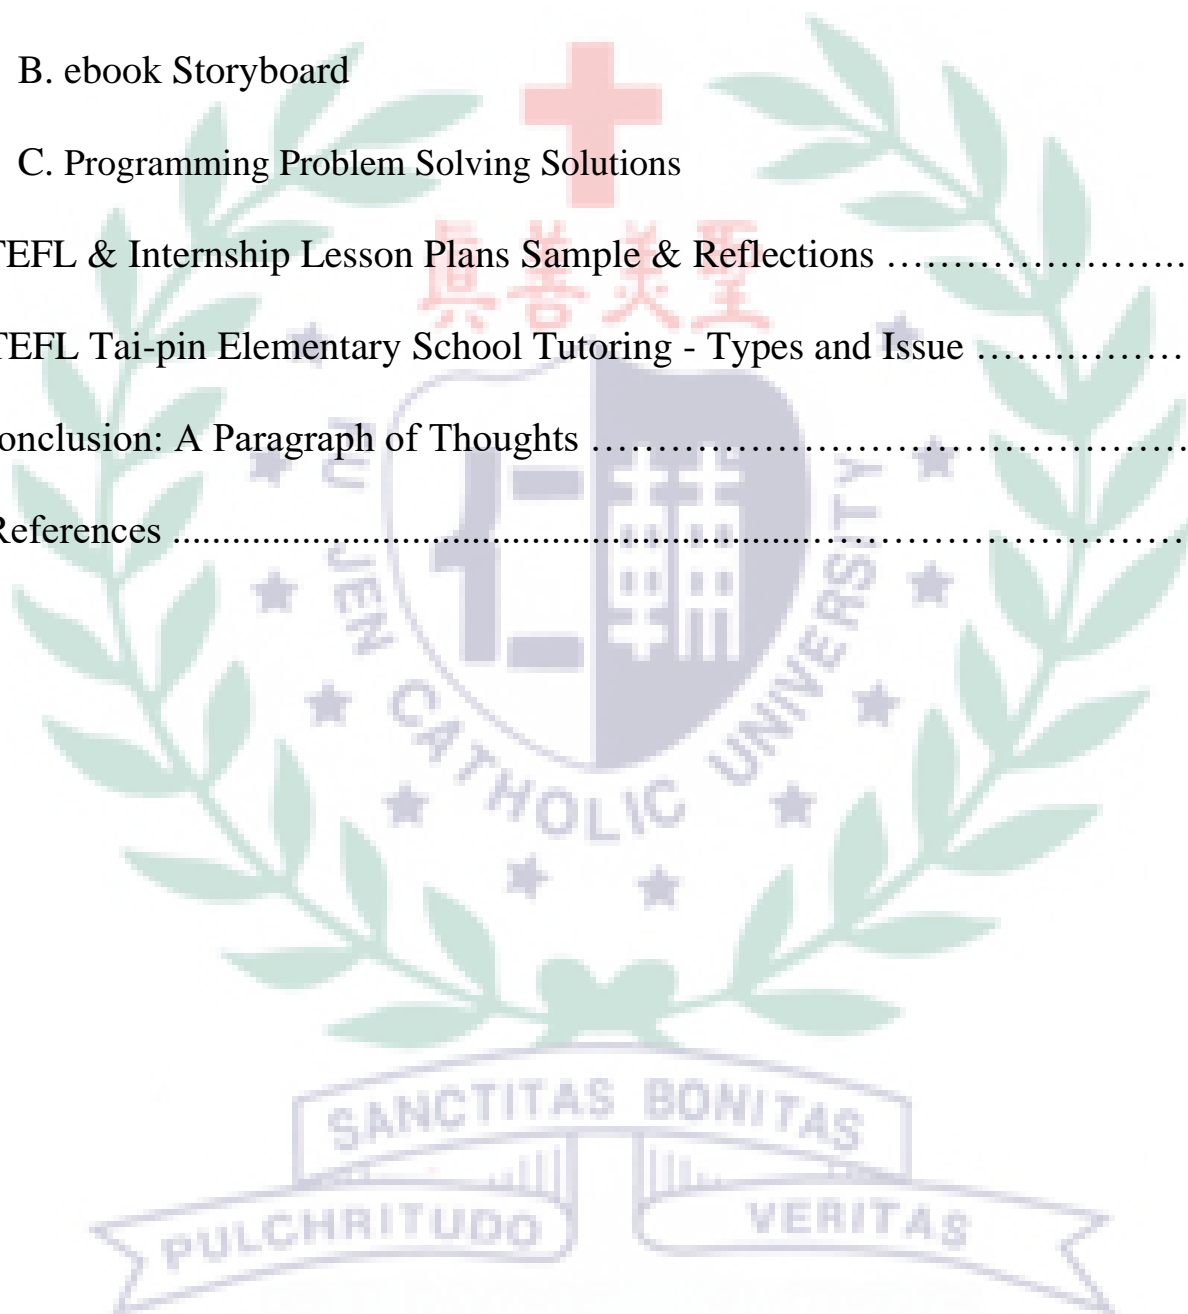 B. ebook Storyboard
C. Programming Problem Solving Solutions
TEFL & Internship Lesson Plans Sample & Reflections …………………..
TEFL Tai-pin Elementary School Tutoring - Types and Issue …….………
onclusion: A Paragraph of Thoughts ………………………………………
References .................................................................…………………………
真善美聖
FU JEN CATHOLIC UNIVERSITY
輔仁
SANCTITAS BONITAS
PULCHRITUDO VERITAS